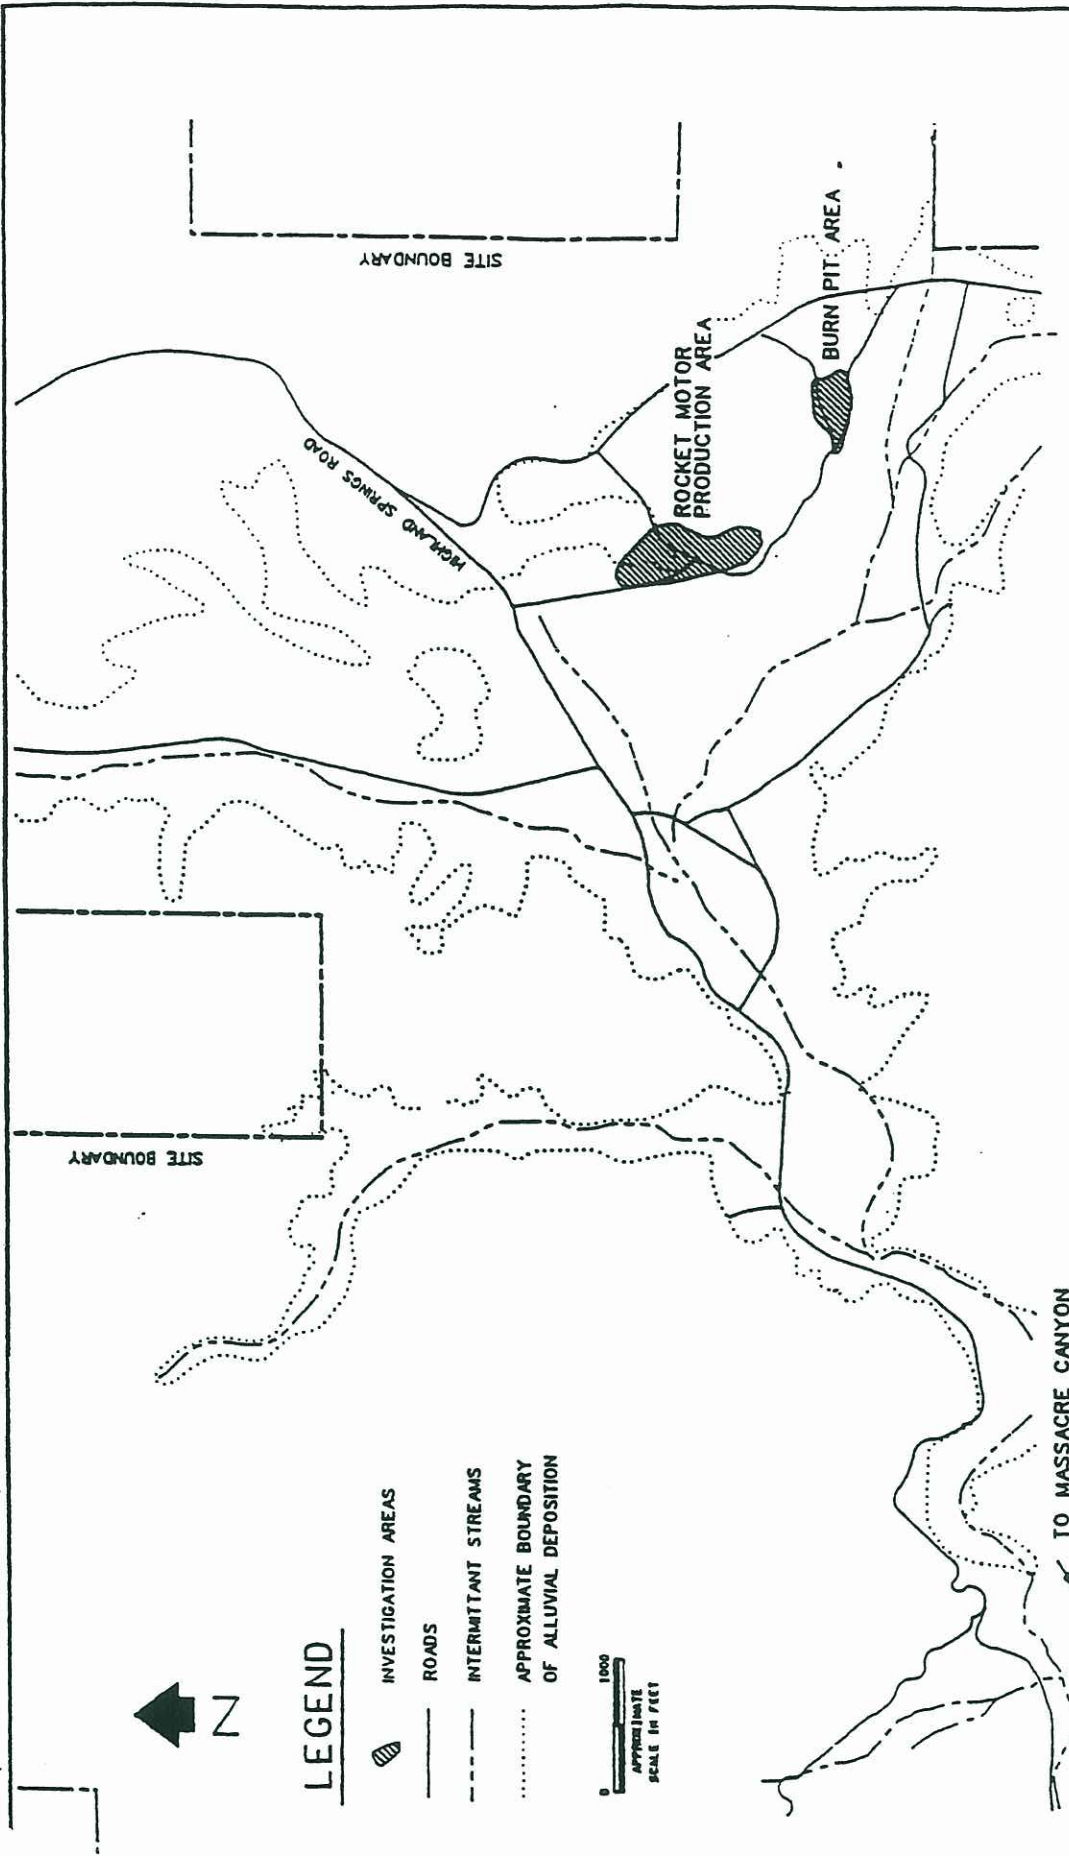 SITE BOUNDARY
SITE BOUNDARY
HIGHLAND SPRINGS ROAD
ROCKET MOTOR
PRODUCTION AREA
BURN PIT AREA
N
LEGEND
INVESTIGATION AREAS
ROADS
INTERMITTANT STREAMS
APPROXIMATE BOUNDARY
OF ALLUVIAL DEPOSITION
0 1000
APPROXIMATE
SCALE IN FEET
TO MASSACRE CANYON